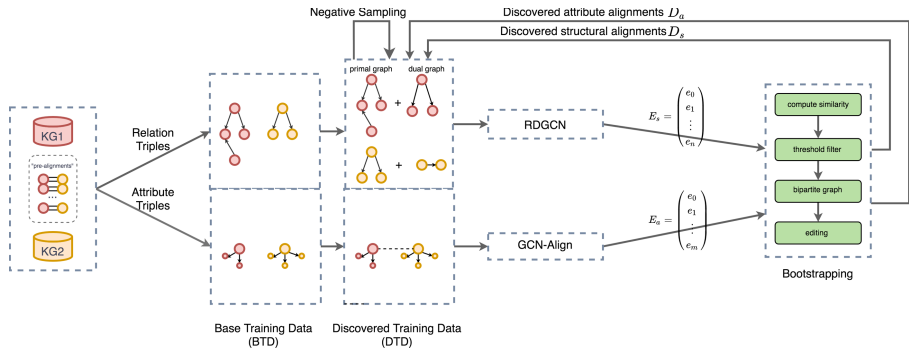 Negative Sampling
Discovered attribute alignments D_a
Discovered structural alignments D_s
primal graph
dual graph
KG1
"pre-alignments"
...
KG2
Relation
Triples
Attribute
Triples
+
+
RDGCN
GCN-Align
E_s = (e_0 e_1 ⋮ e_n)
E_a = (e_0 e_1 ⋮ e_m)
compute similarity
threshold filter
bipartite graph
editing
Bootstrapping
Base Training Data
(BTD)
Discovered Training Data
(DTD)